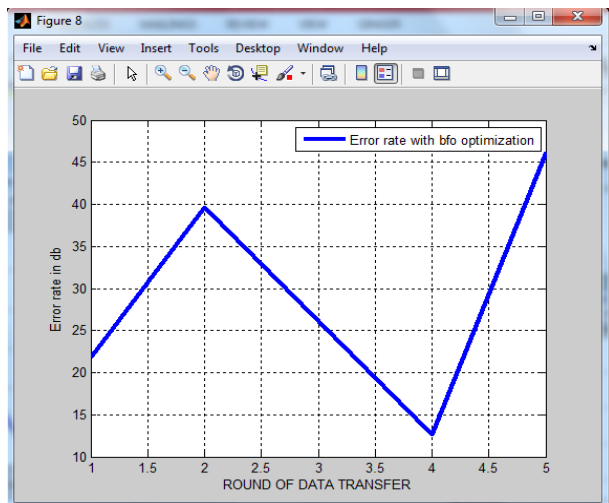 Figure 8
File Edit View Insert Tools Desktop Window Help
Error rate with bfo optimization
50
45
40
35
30
25
20
15
10
Error rate in db
1 1.5 2 2.5 3 3.5 4 4.5 5
ROUND OF DATA TRANSFER